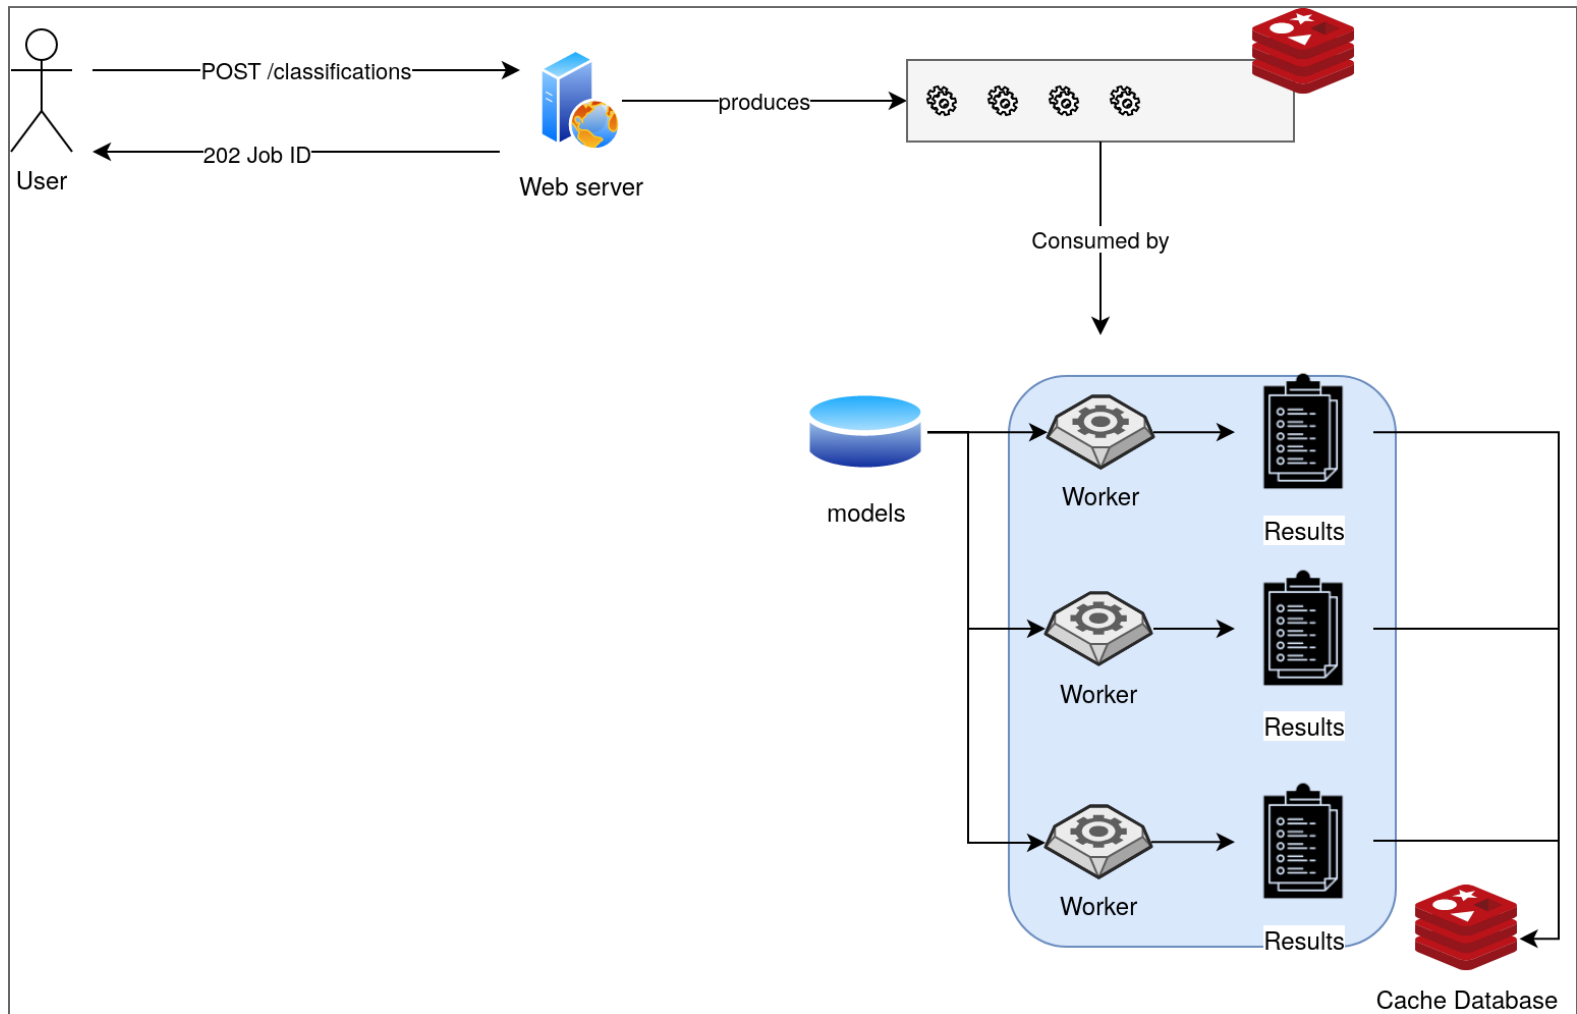 POST /classifications
produces
202 Job ID
User
Web server
Consumed by
models
Worker
Results
Worker
Results
Worker
Results
Cache Database